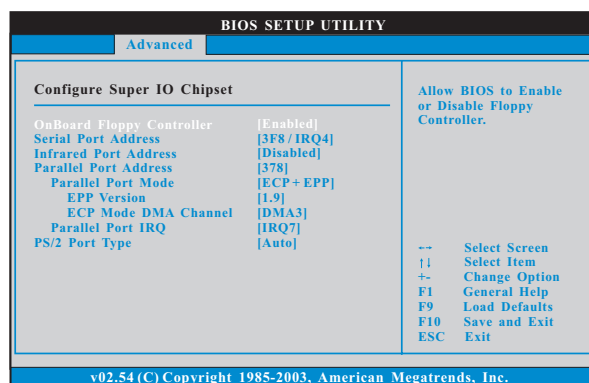 BIOS SETUP UTILITY
Advanced
Configure Super IO Chipset
OnBoard Floppy Controller [Enabled]
Serial Port Address [3F8 / IRQ4]
Infrared Port Address [Disabled]
Parallel Port Address [378]
Parallel Port Mode [ECP + EPP]
EPP Version [1.9]
ECP Mode DMA Channel [DMA3]
Parallel Port IRQ [IRQ7]
PS/2 Port Type [Auto]
Allow BIOS to Enable
or Disable Floppy
Controller.
←→ Select Screen
↑↓ Select Item
+- Change Option
F1 General Help
F9 Load Defaults
F10 Save and Exit
ESC Exit
v02.54 (C) Copyright 1985-2003, American Megatrends, Inc.